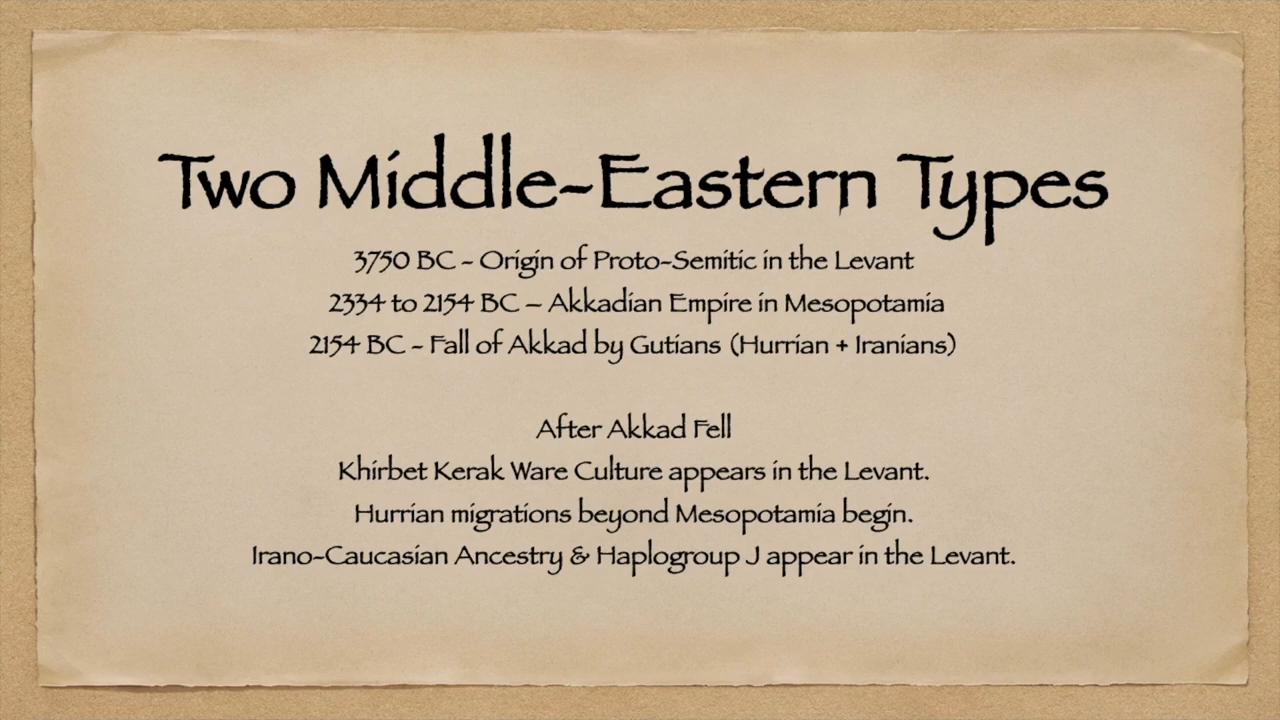 Two Middle-Eastern Types
3750 BC - Origin of Proto-Semitic in the Levant
2334 to 2154 BC – Akkadian Empire in Mesopotamia
2154 BC - Fall of Akkad by Gutians (Hurrian + Iranians)
After Akkad Fell
Khirbet Kerak Ware Culture appears in the Levant.
Hurrian migrations beyond Mesopotamia begin.
Irano-Caucasian Ancestry & Haplogroup J appear in the Levant.